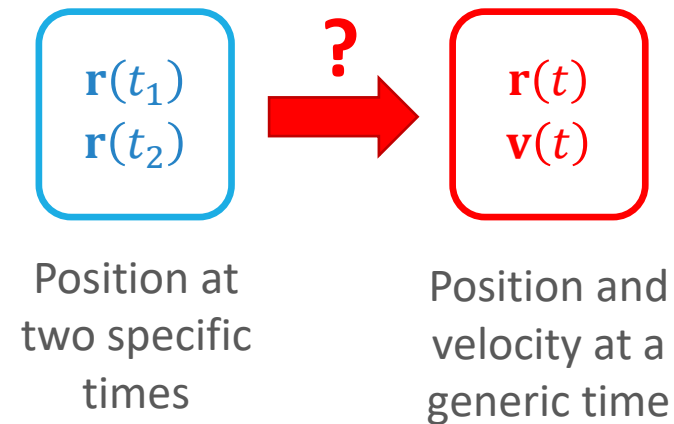 𝐫(𝑡₁)
𝐫(𝑡₂)
?
𝐫(𝑡)
𝐯(𝑡)
Position at
two specific
times
Position and
velocity at a
generic time